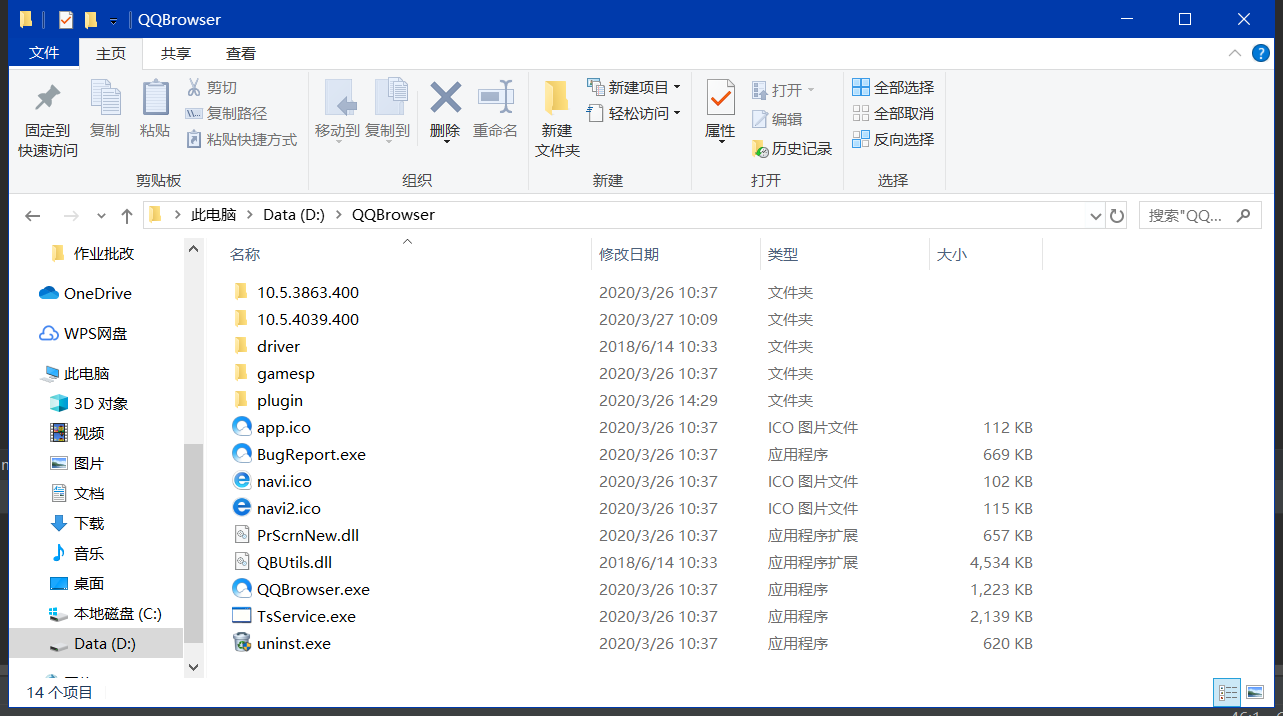 QQBrowser
文件 主页 共享 查看
固定到
快速访问
复制
粘贴
剪切
复制路径
粘贴快捷方式
剪贴板
移动到
复制到
删除
重命名
组织
新建
文件夹
新建项目
轻松访问
新建
属性
打开
编辑
历史记录
打开
全部选择
全部取消
反向选择
选择
此电脑 Data (D:) QQBrowser
搜索"QQ...
作业批改
OneDrive
WPS网盘
此电脑
3D 对象
视频
图片
文档
下载
音乐
桌面
本地磁盘 (C:)
Data (D:)
名称 修改日期 类型 大小
10.5.3863.400 2020/3/26 10:37 文件夹
10.5.4039.400 2020/3/27 10:09 文件夹
driver 2018/6/14 10:33 文件夹
gamesp 2020/3/26 10:37 文件夹
plugin 2020/3/26 14:29 文件夹
app.ico 2020/3/26 10:37 ICO 图片文件 112 KB
BugReport.exe 2020/3/26 10:37 应用程序 669 KB
navi.ico 2020/3/26 10:37 ICO 图片文件 102 KB
navi2.ico 2020/3/26 10:37 ICO 图片文件 115 KB
PrScrnNew.dll 2020/3/26 10:37 应用程序扩展 657 KB
QBUtils.dll 2018/6/14 10:33 应用程序扩展 4,534 KB
QQBrowser.exe 2020/3/26 10:37 应用程序 1,223 KB
TsService.exe 2020/3/26 10:37 应用程序 2,139 KB
uninst.exe 2020/3/26 10:37 应用程序 620 KB
14 个项目